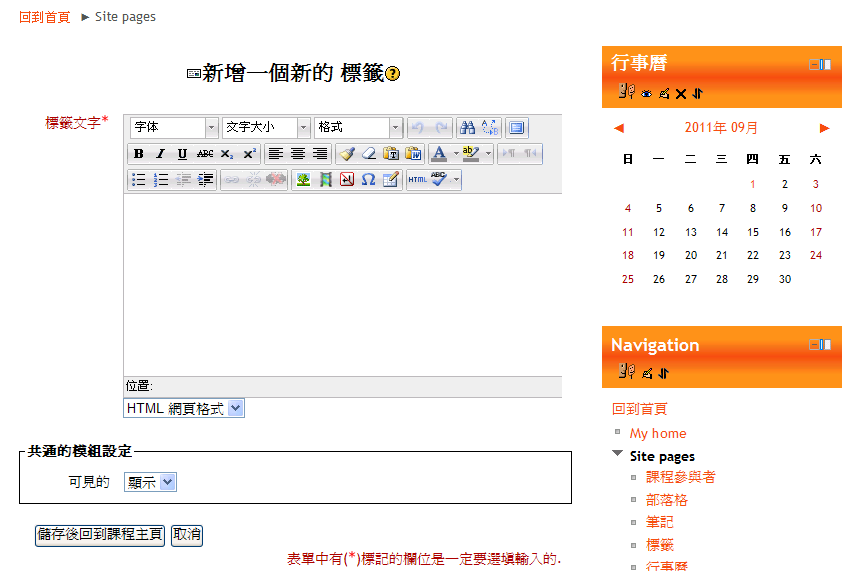 回到首頁 ► Site pages
新增一個新的 標籤
標籤文字*
字体 文字大小 格式
B I U ABC X₂ X²
HTML ABC
位置:
HTML 網頁格式
共通的模組設定
可見的 顯示
儲存後回到課程主頁 取消
表單中有(*)標記的欄位是一定要選填輸入的.
行事曆
◄ 2011年 09月 ►
日 一 二 三 四 五 六
1 2 3
4 5 6 7 8 9 10
11 12 13 14 15 16 17
18 19 20 21 22 23 24
25 26 27 28 29 30
Navigation
回到首頁
My home
Site pages
課程參與者
部落格
筆記
標籤
行事曆